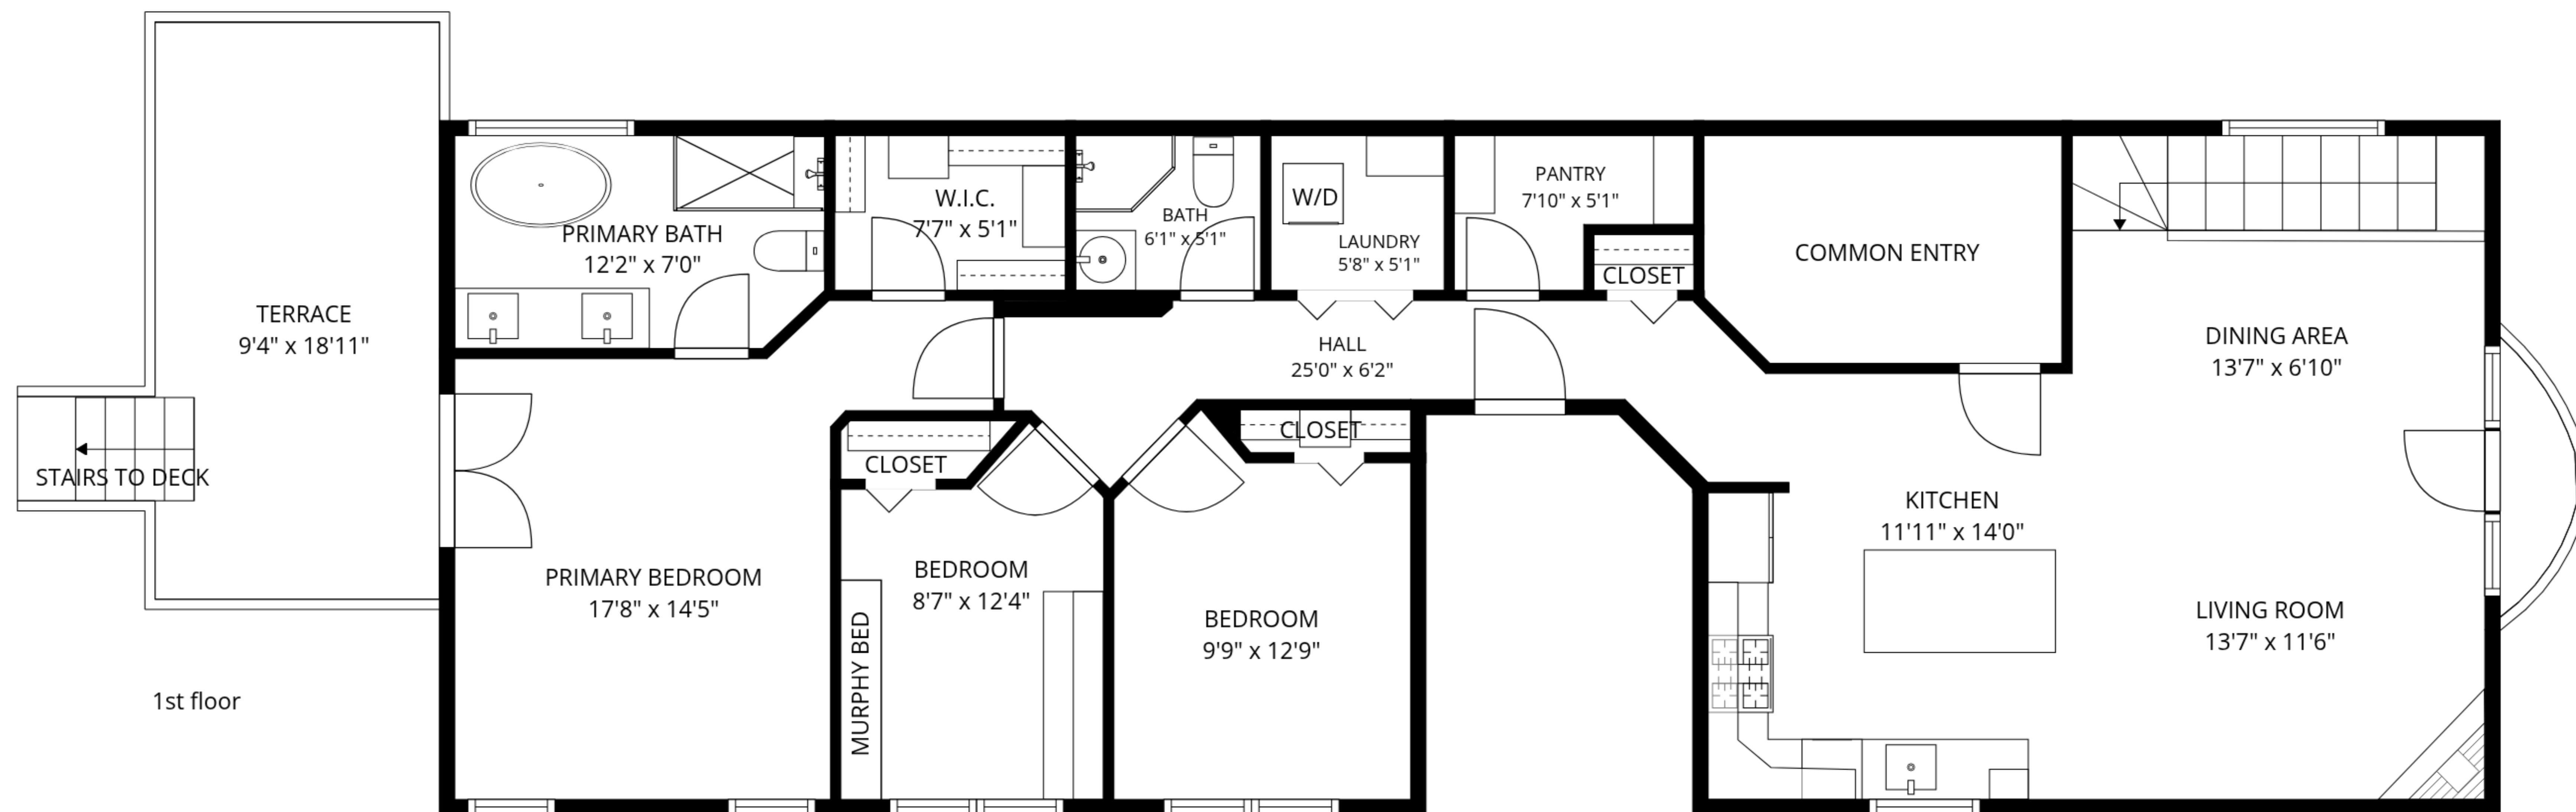 TERRACE
9'4" x 18'11"
STAIRS TO DECK
1st floor
PRIMARY BATH
12'2" x 7'0"
W.I.C.
7'7" x 5'1"
BATH
6'1" x 5'1"
W/D
LAUNDRY
5'8" x 5'1"
PANTRY
7'10" x 5'1"
CLOSET
COMMON ENTRY
HALL
25'0" x 6'2"
DINING AREA
13'7" x 6'10"
PRIMARY BEDROOM
17'8" x 14'5"
CLOSET
BEDROOM
8'7" x 12'4"
MURPHY BED
CLOSET
BEDROOM
9'9" x 12'9"
KITCHEN
11'11" x 14'0"
LIVING ROOM
13'7" x 11'6"